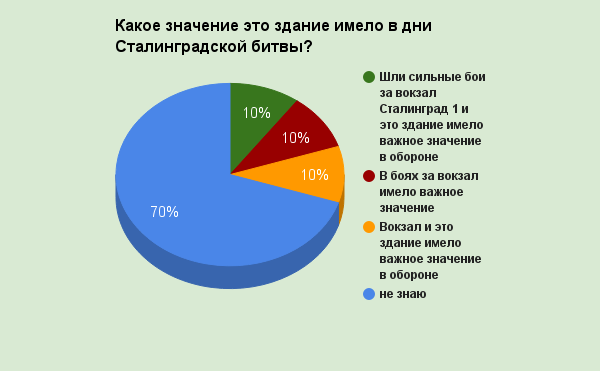 Какое значение это здание имело в дни
Сталинградской битвы?
10%
10%
10%
70%
Шли сильные бои
за вокзал
Сталинград 1 и
это здание имело
важное значение
в обороне
В боях за вокзал
имело важное
значение
Вокзал и это
здание имело
важное значение
в обороне
не знаю